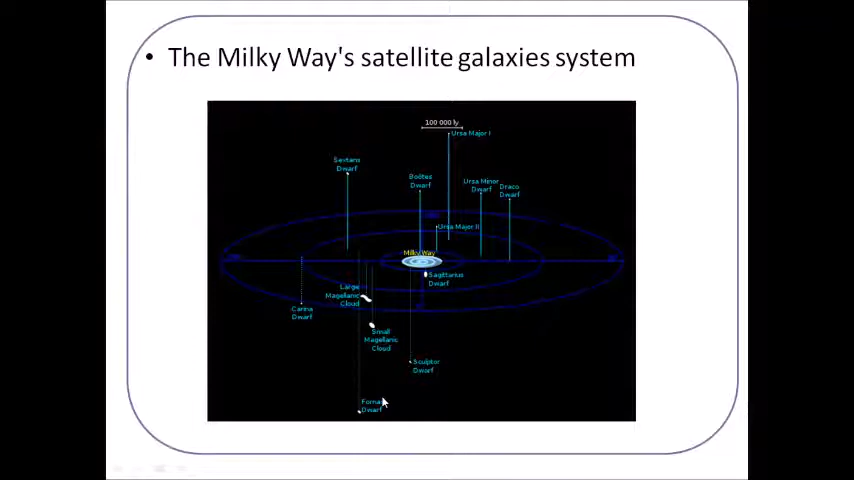 • The Milky Way's satellite galaxies system
100 000 ly
Ursa Major I
Sextans
Dwarf
Boötes
Dwarf
Ursa Minor
Dwarf
Draco
Dwarf
Ursa Major II
Milky Way
Sagittarius
Dwarf
Large
Magellanic
Cloud
Carina
Dwarf
Small
Magellanic
Cloud
Sculptor
Dwarf
Dwarf